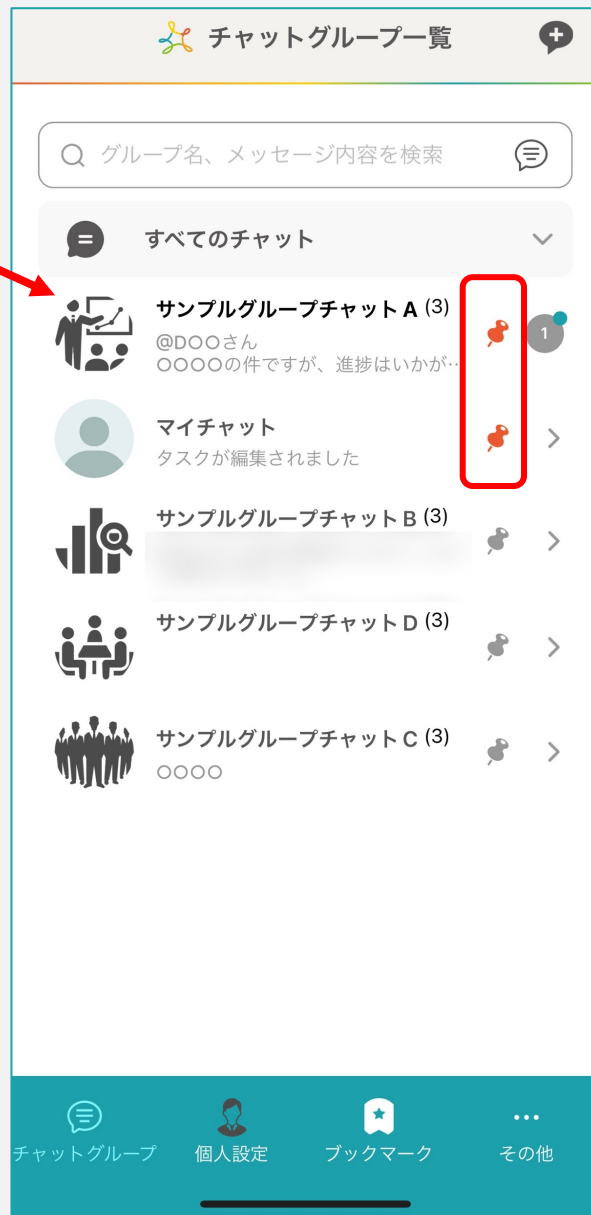 チャットグループ一覧
グループ名、メッセージ内容を検索
すべてのチャット
サンプルグループチャット A (3)
@D〇〇さん
〇〇〇〇の件ですが、進捗はいかが…
1
マイチャット
タスクが編集されました
サンプルグループチャット B (3)
サンプルグループチャット D (3)
サンプルグループチャット C (3)
〇〇〇〇
チャットグループ
個人設定
ブックマーク
その他